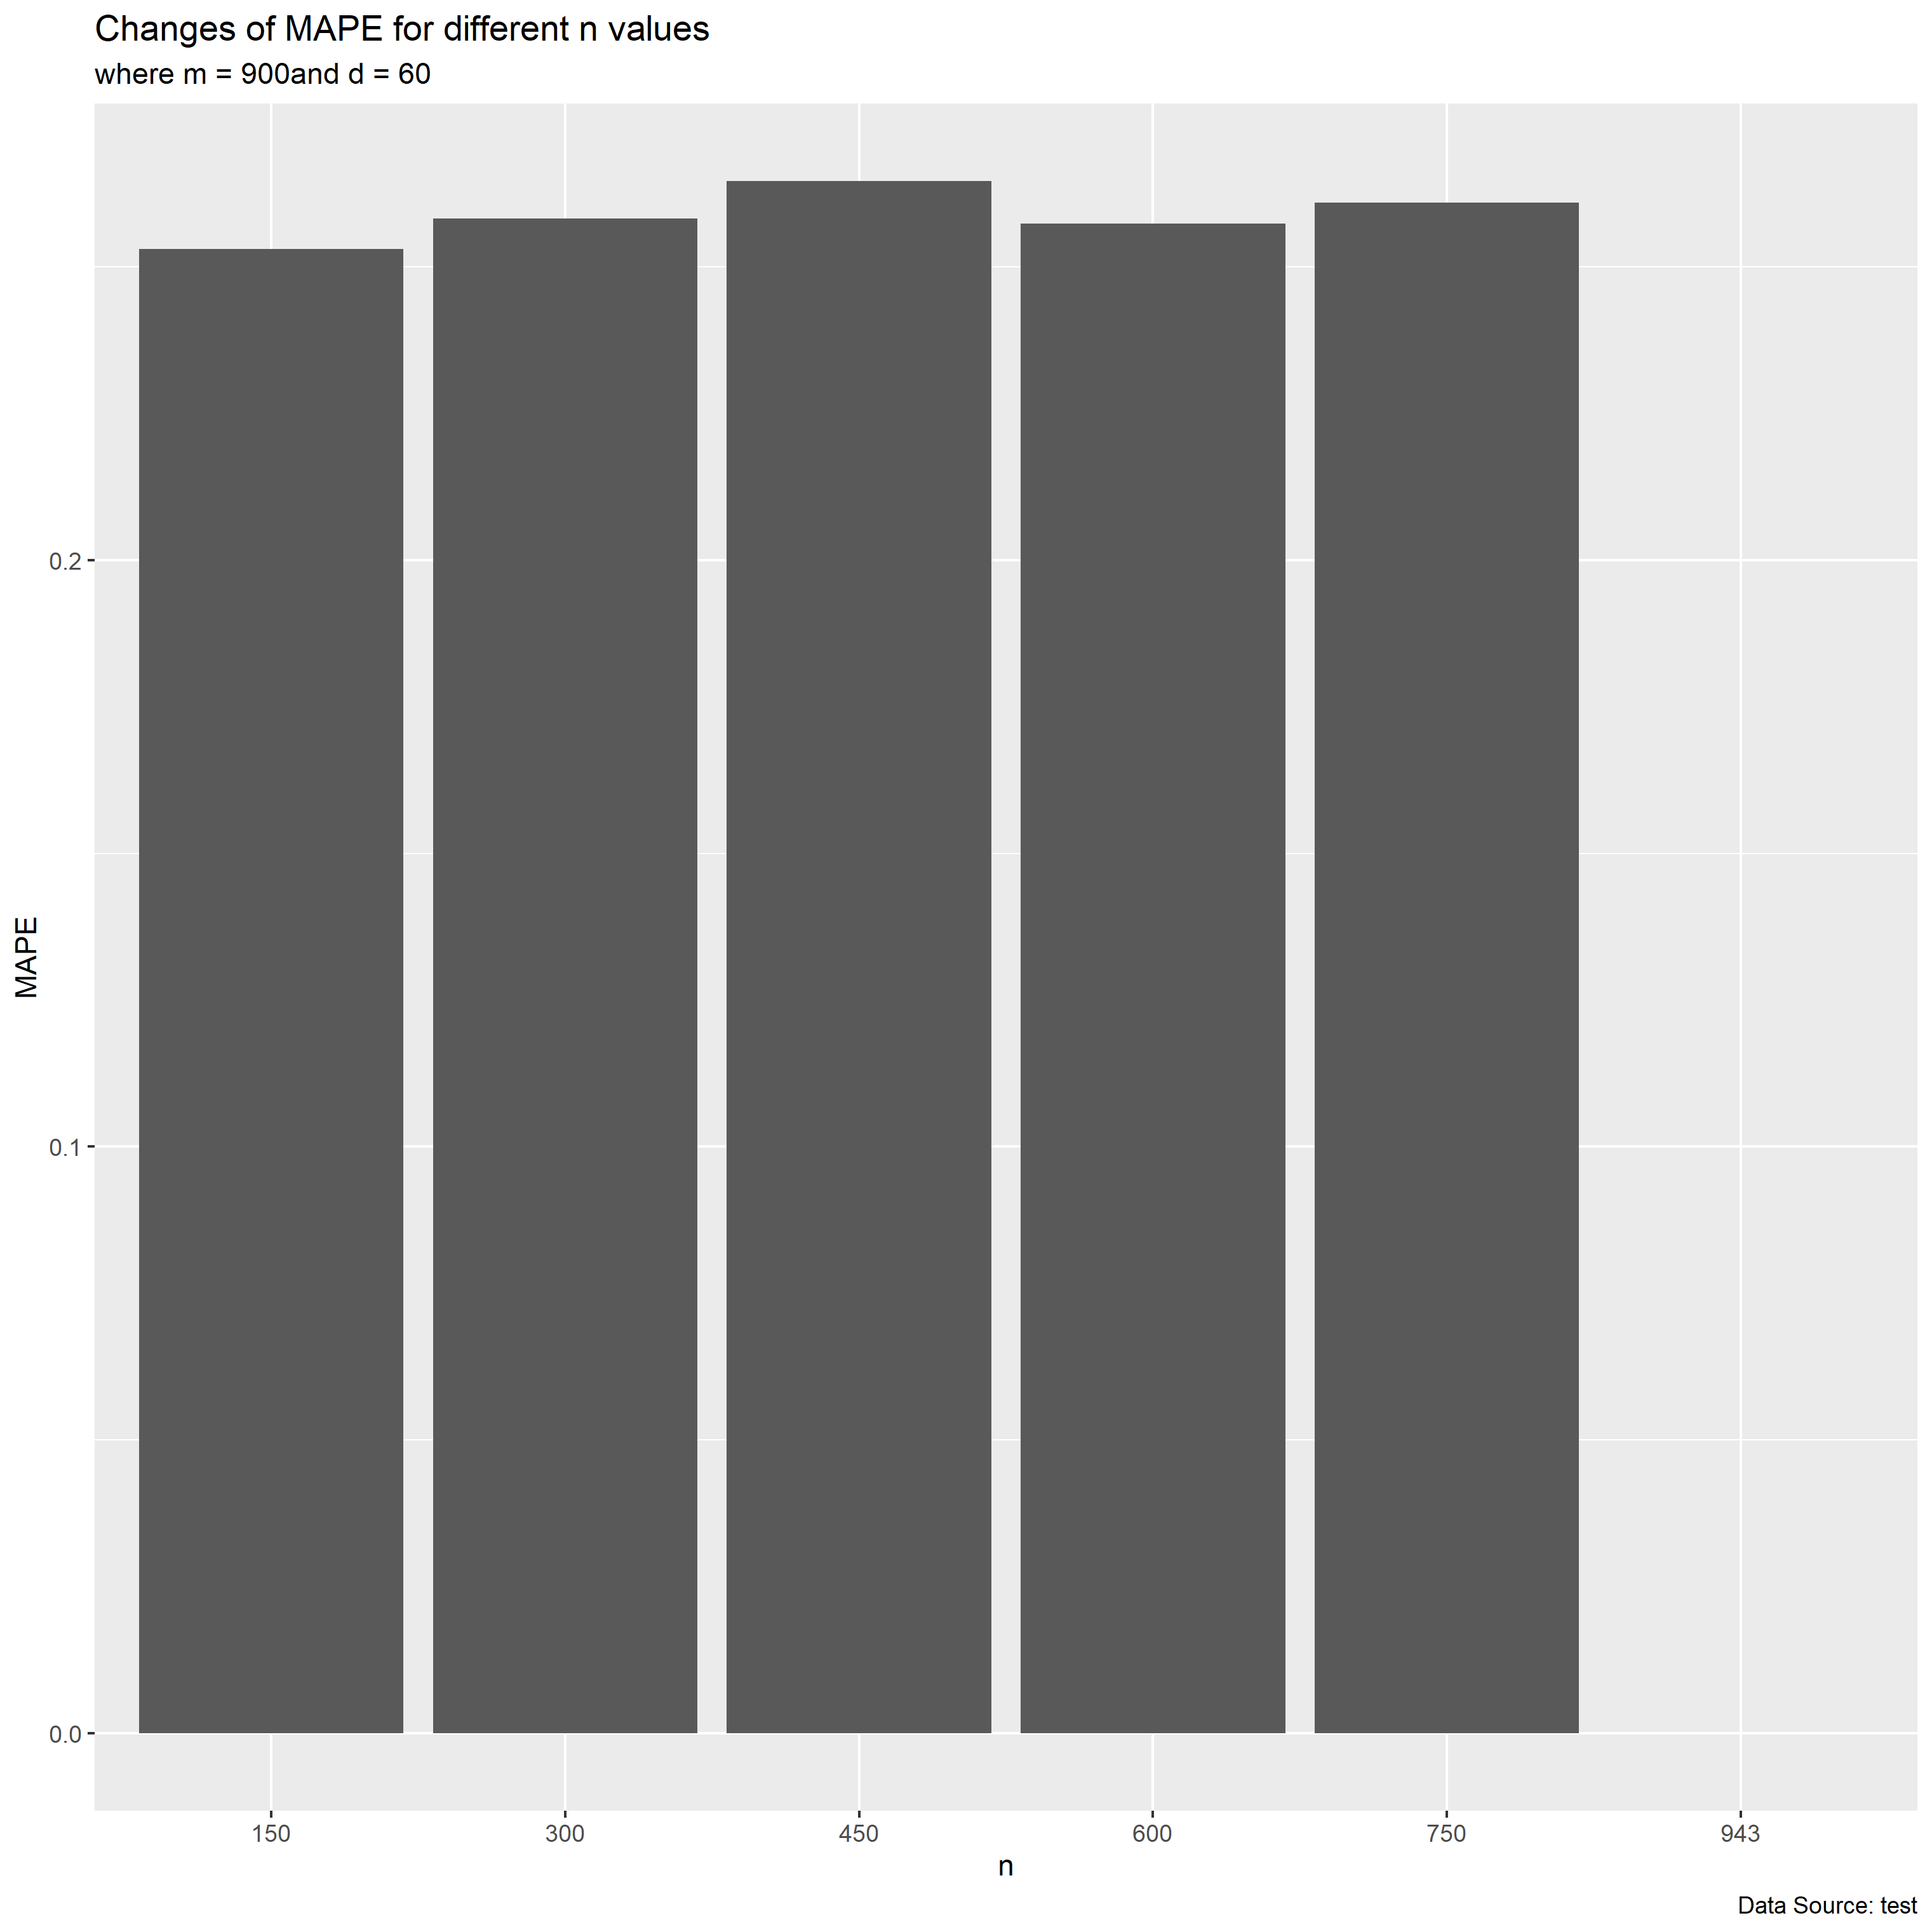 Changes of MAPE for different n values
where m = 900and d = 60
MAPE
0.2
0.1
0.0
150 300 450 600 750 943
n
Data Source: test